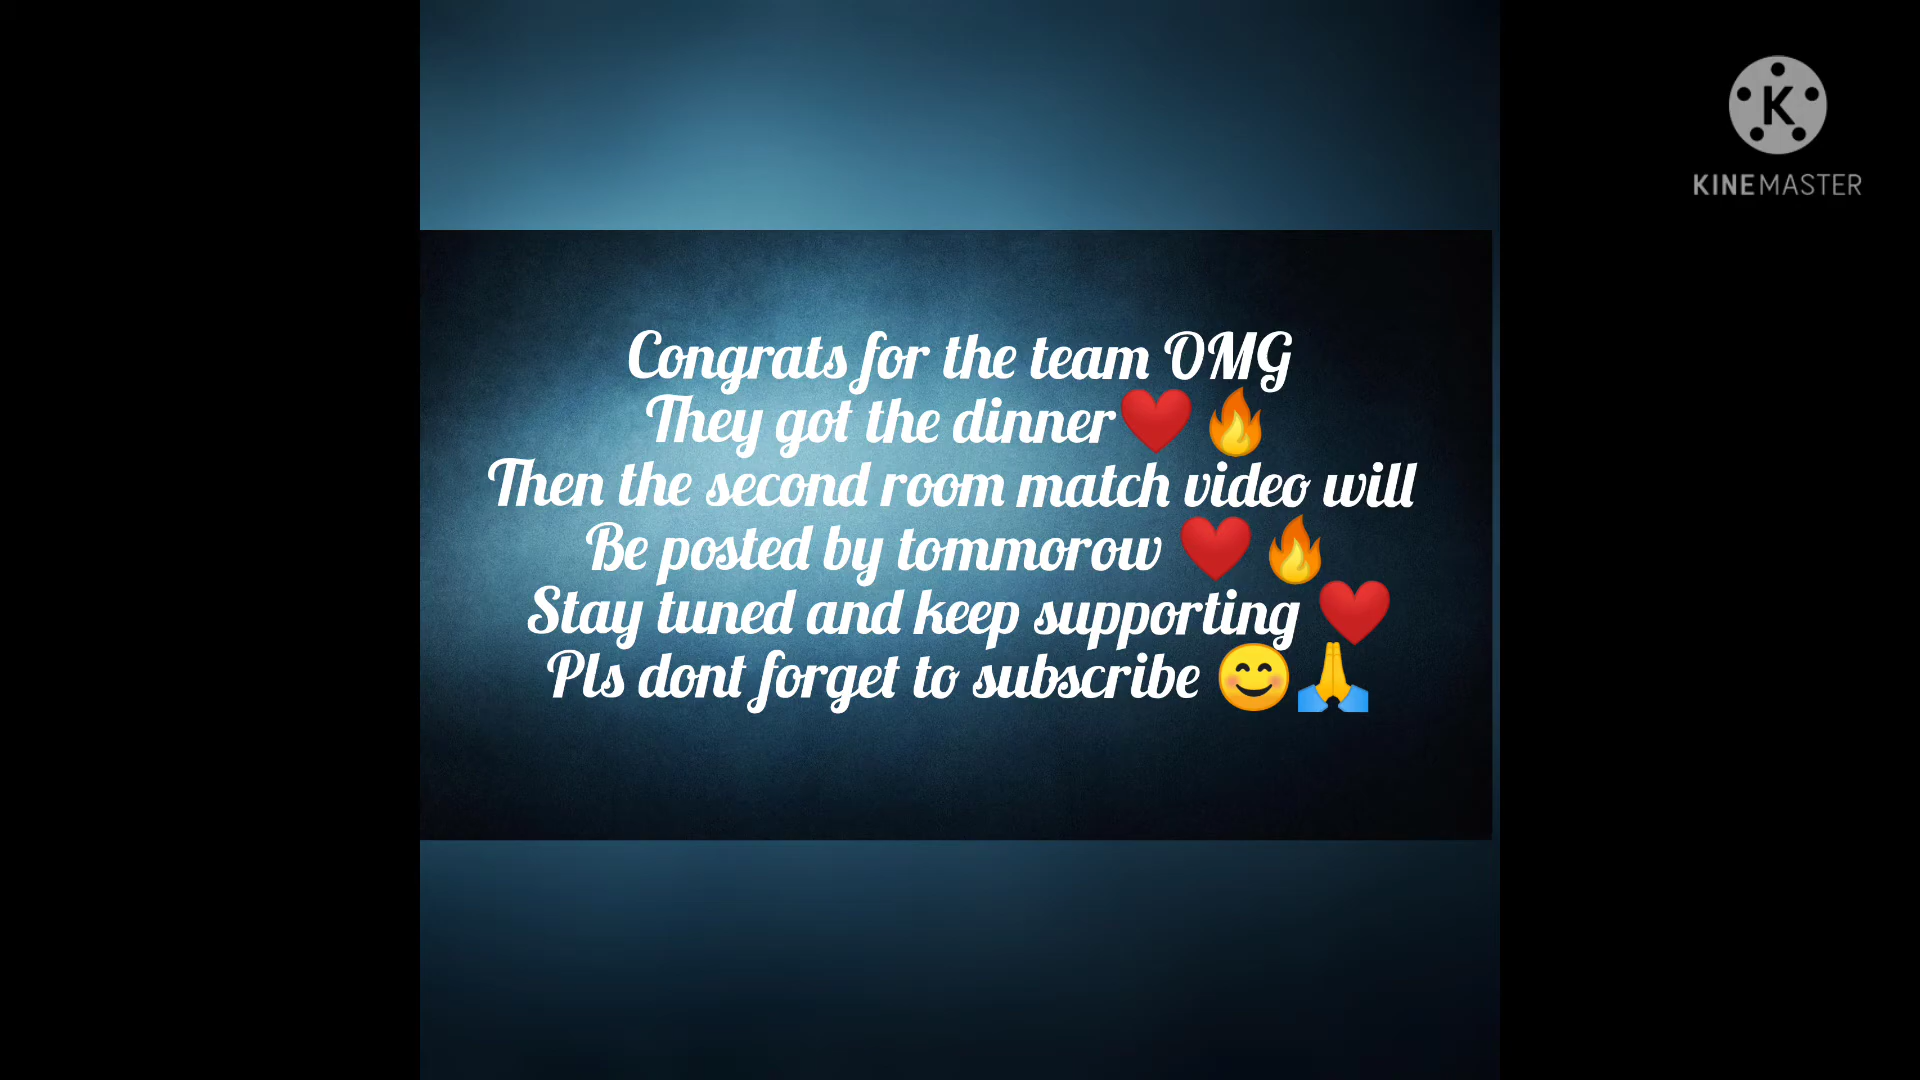 K
KINEMASTER
Congrats for the team OMG
They got the dinner❤️🔥
Then the second room match video will
Be posted by tommorow ❤️🔥
Stay tuned and keep supporting ❤️
Pls dont forget to subscribe 😊🙏